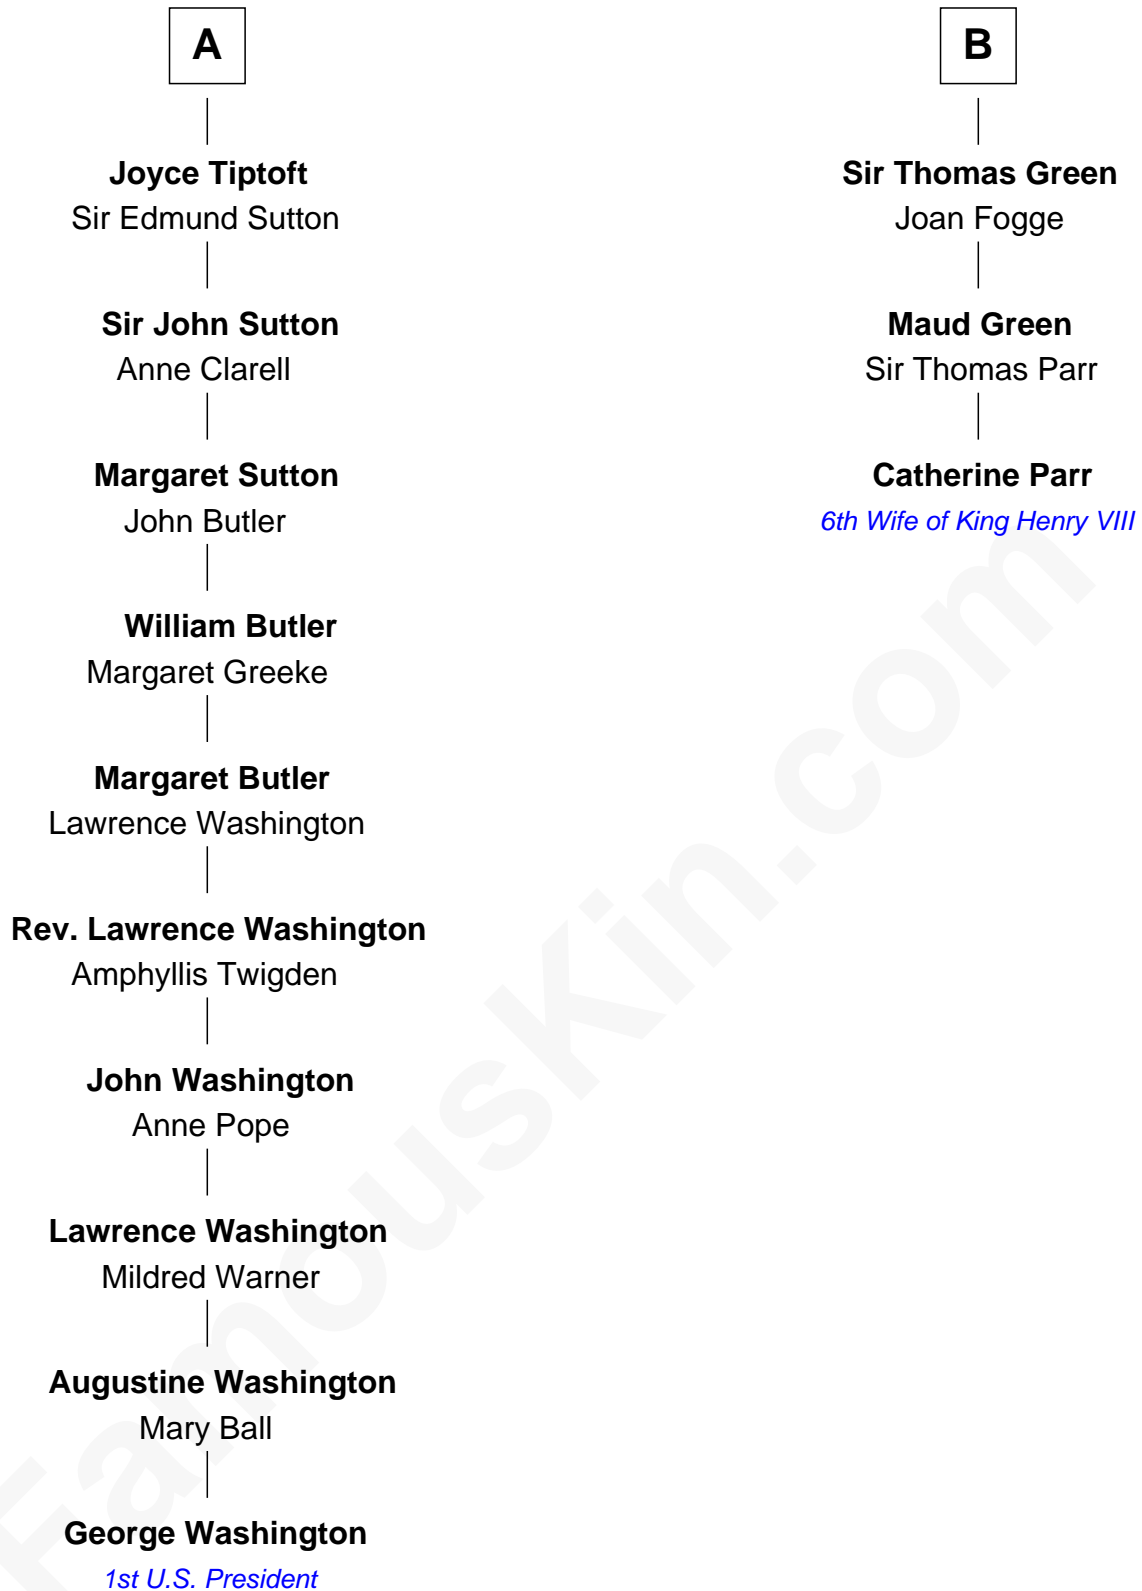 A
Joyce Tiptoft
Sir Edmund Sutton
Sir John Sutton
Anne Clarell
Margaret Sutton
John Butler
William Butler
Margaret Greeke
Margaret Butler
Lawrence Washington
Rev. Lawrence Washington
Amphyllis Twigden
John Washington
Anne Pope
Lawrence Washington
Mildred Warner
Augustine Washington
Mary Ball
George Washington
1st U.S. President
B
Sir Thomas Green
Joan Fogge
Maud Green
Sir Thomas Parr
Catherine Parr
6th Wife of King Henry VIII
FamousKin.com